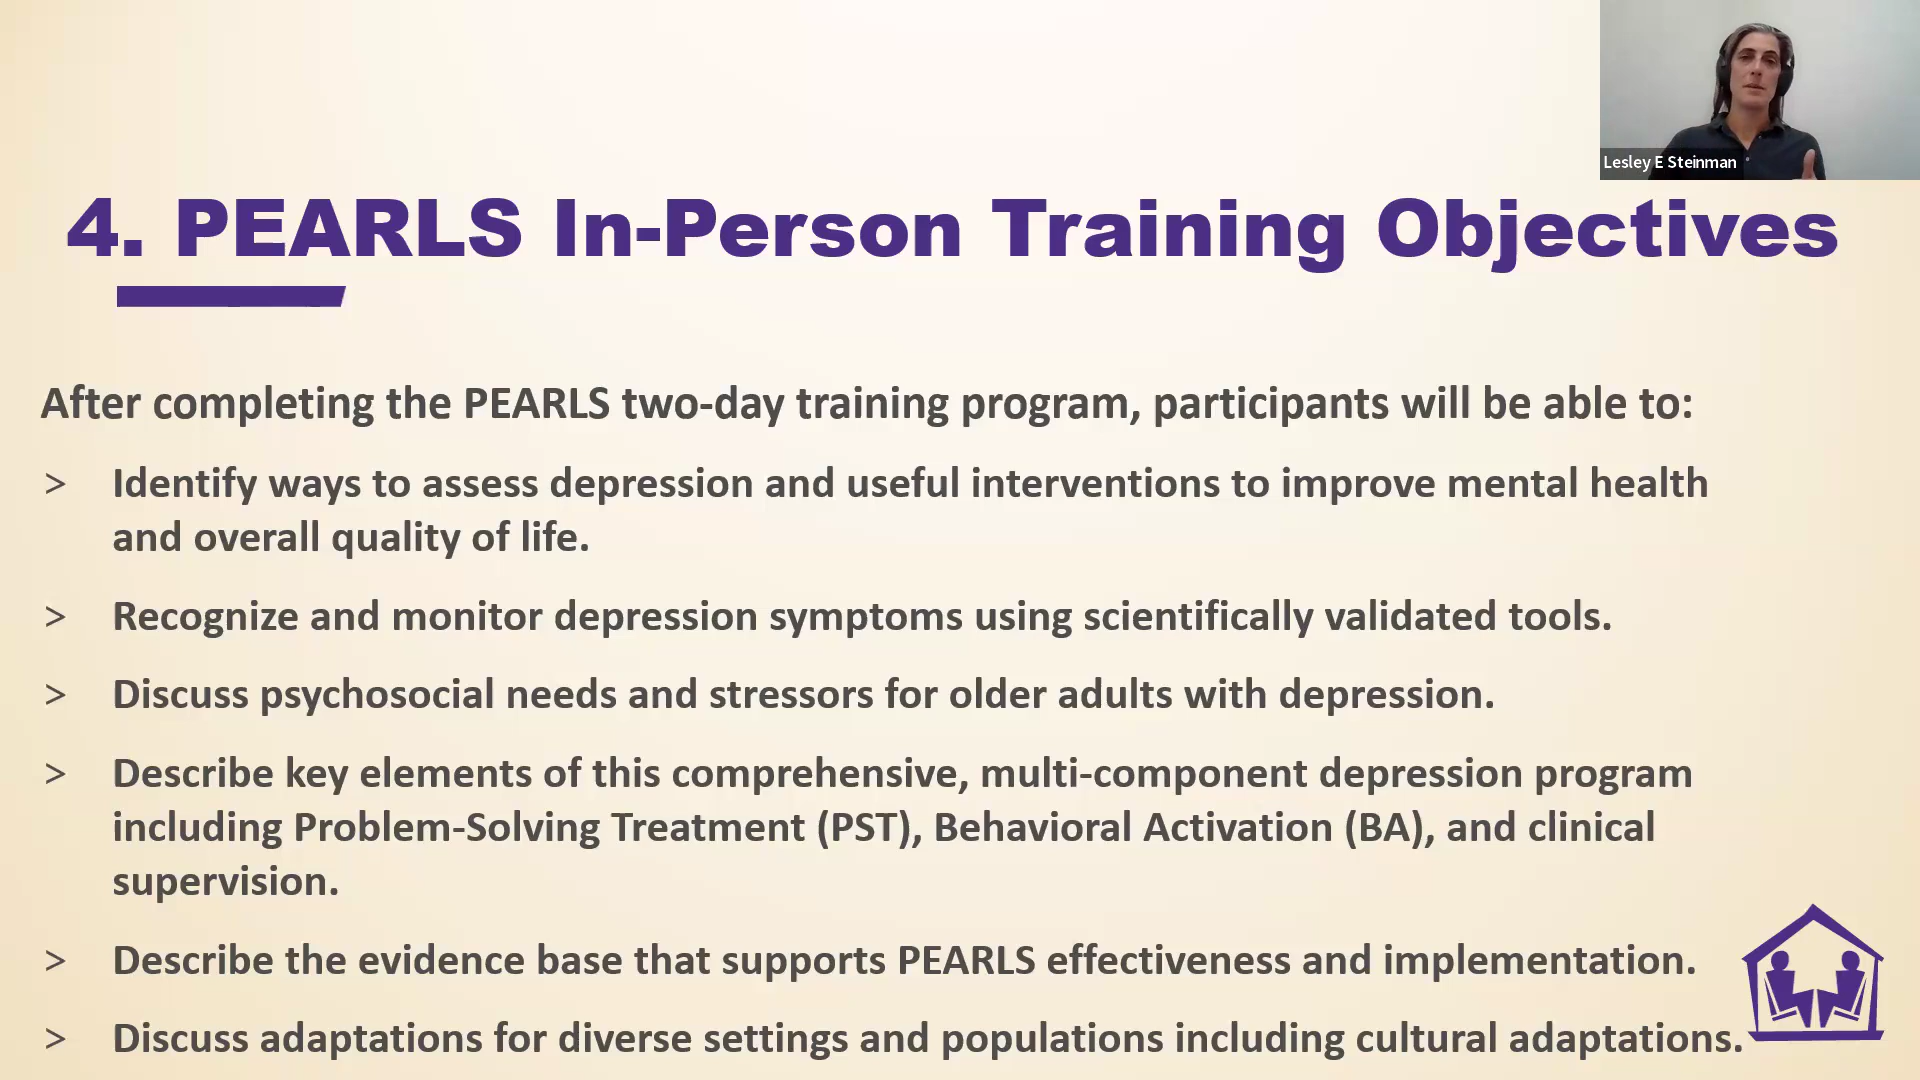 Lesley E Steinman
4. PEARLS In-Person Training Objectives
After completing the PEARLS two-day training program, participants will be able to:
> Identify ways to assess depression and useful interventions to improve mental health
and overall quality of life.
> Recognize and monitor depression symptoms using scientifically validated tools.
> Discuss psychosocial needs and stressors for older adults with depression.
> Describe key elements of this comprehensive, multi-component depression program
including Problem-Solving Treatment (PST), Behavioral Activation (BA), and clinical
supervision.
> Describe the evidence base that supports PEARLS effectiveness and implementation.
> Discuss adaptations for diverse settings and populations including cultural adaptations.